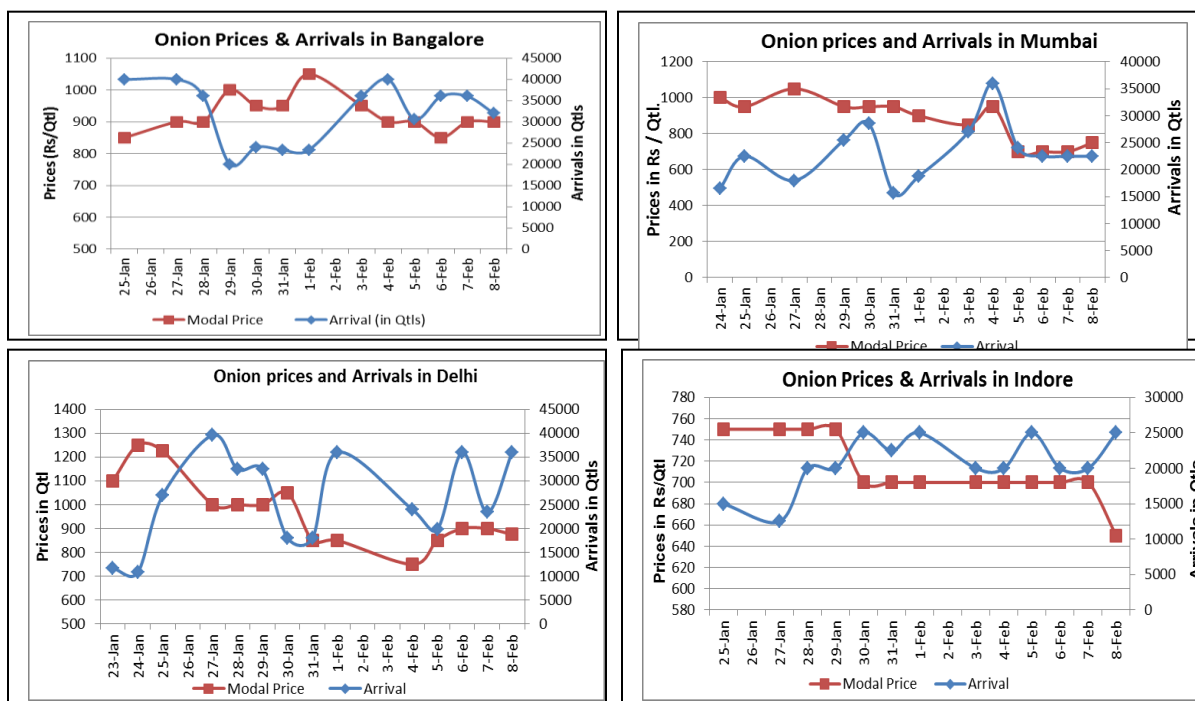 Onion Prices & Arrivals in Bangalore
Prices (Rs/Qtl)
1100
1000
900
800
700
600
500
45000
40000
35000
30000
25000
20000
15000
10000
5000
0
Arrivals in Qtls
25-Jan
26-Jan
27-Jan
28-Jan
29-Jan
30-Jan
31-Jan
1-Feb
2-Feb
3-Feb
4-Feb
5-Feb
6-Feb
7-Feb
8-Feb
Modal Price Arrival (in Qtls)
Onion prices and Arrivals in Mumbai
Prices in Rs / Qtl.
1000
800
600
400
200
0
40000
35000
30000
25000
20000
15000
10000
5000
0
Arrivals in Qtls
24-Jan
25-Jan
26-Jan
27-Jan
28-Jan
29-Jan
30-Jan
31-Jan
1-Feb
2-Feb
3-Feb
4-Feb
5-Feb
6-Feb
7-Feb
8-Feb
Modal Price Arrival
Onion prices and Arrivals in Delhi
Prices in Qtl
1400
1300
1200
1100
1000
900
800
700
600
500
45000
40000
35000
30000
25000
20000
15000
10000
5000
0
Arrivals in Qtls
23-Jan
24-Jan
25-Jan
26-Jan
27-Jan
28-Jan
29-Jan
30-Jan
31-Jan
1-Feb
2-Feb
3-Feb
4-Feb
5-Feb
6-Feb
7-Feb
8-Feb
Modal Price Arrival
Onion Prices & Arrivals in Indore
Prices in Rs/Qtl
780
760
740
720
700
680
660
640
620
600
580
30000
25000
20000
15000
10000
5000
0
Arrivals in Qtls
25-Jan
26-Jan
27-Jan
28-Jan
29-Jan
30-Jan
31-Jan
1-Feb
2-Feb
3-Feb
4-Feb
5-Feb
6-Feb
7-Feb
8-Feb
Modal Price Arrival